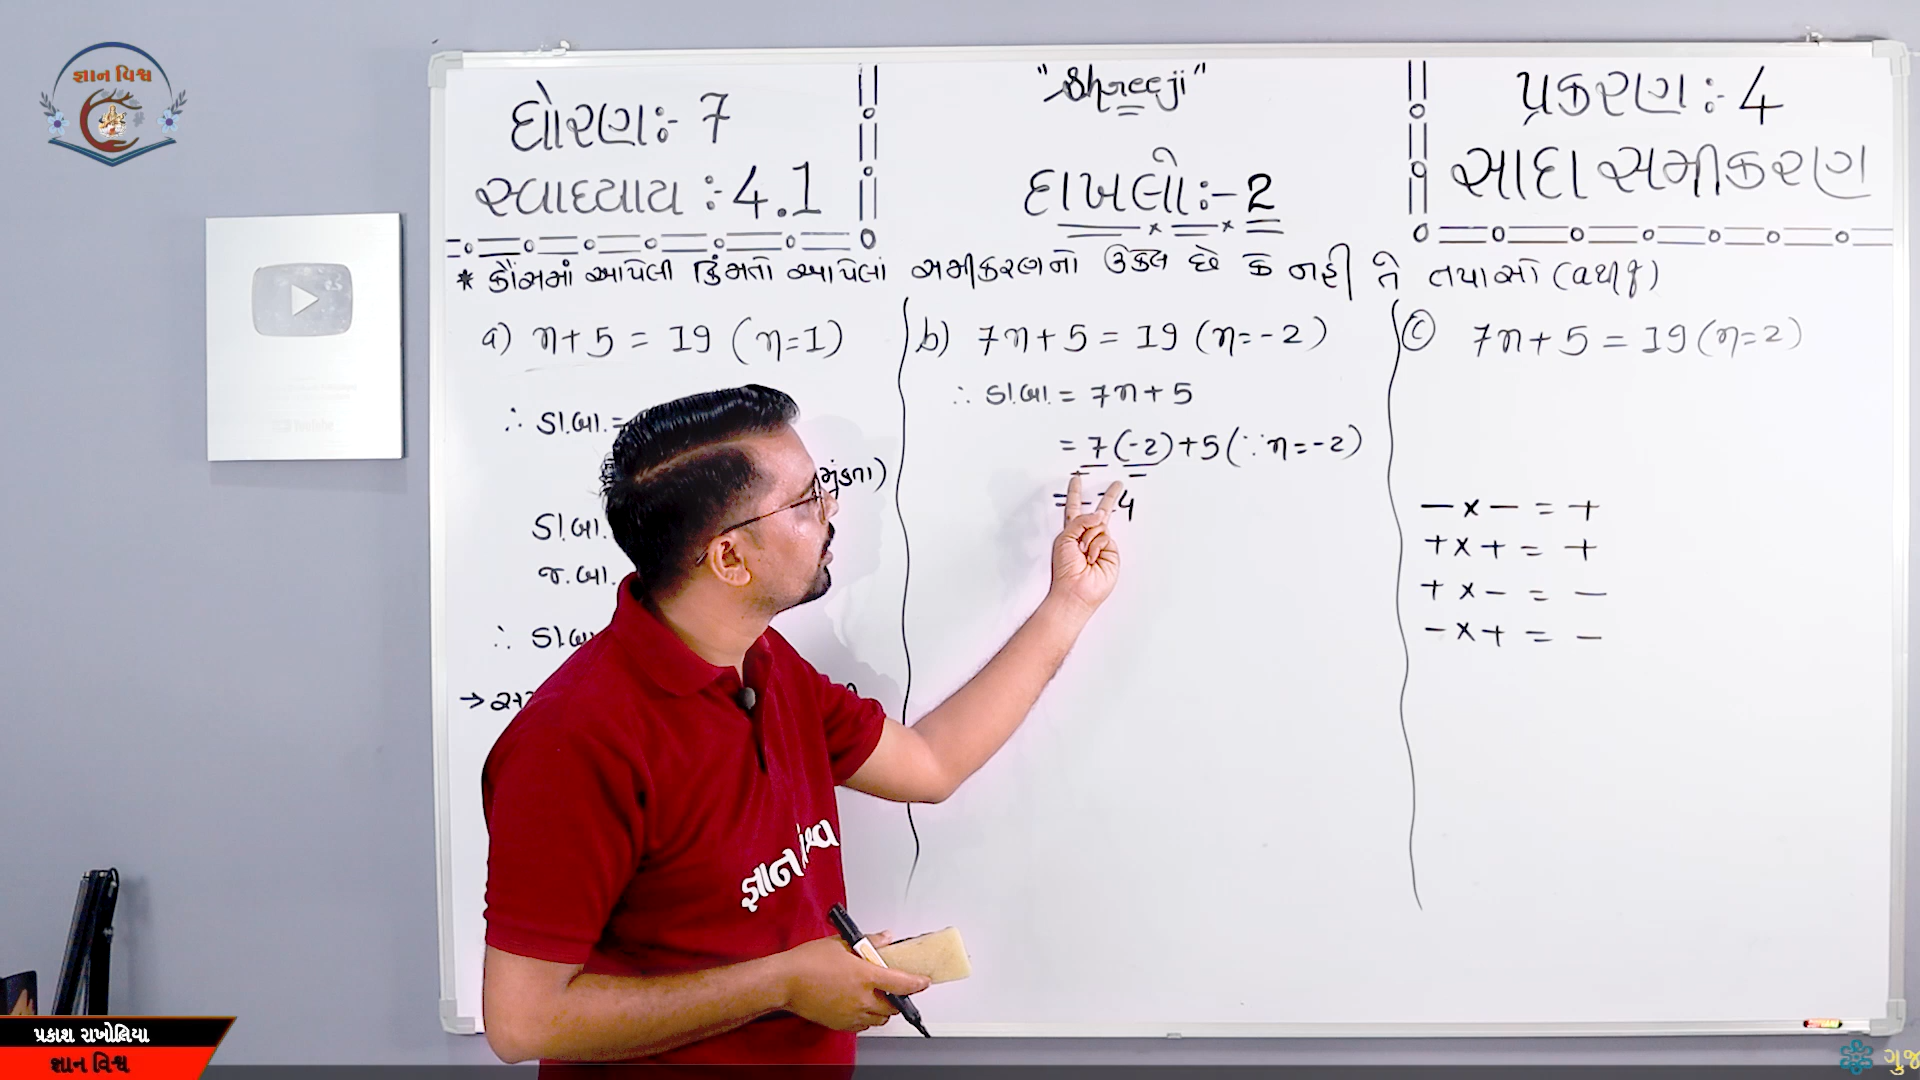 જ્ઞાન વિશ્વ
ધોરણ:- 7
સ્વાધ્યાય :- 4.1
"Shreeji"
દાખલો:- 2
પ્રકરણ :- 4
સાદા સમીકરણ
* કૌંસમાં આપેલી કિંમતો આપેલાં સમીકરણનો ઉકેલ છે કે નહી તે તપાસો
a) n+5 = 19 (n=1)
∴ ડા.બા. =
મુંકતા)
ડા.બા.
જ.બા.
∴ ડા.બા
b) 7n+5 = 19 (n=-2)
∴ ડા.બા. = 7n+5
= 7(-2)+5 (∵n=-2)
= -14
c) 7n+5 = 19 (n=2)
- × - = +
+ × + = +
+ × - = -
- × + = -
જ્ઞાન
પ્રકાશ રાખોલિયા
જ્ઞાન વિશ્વ